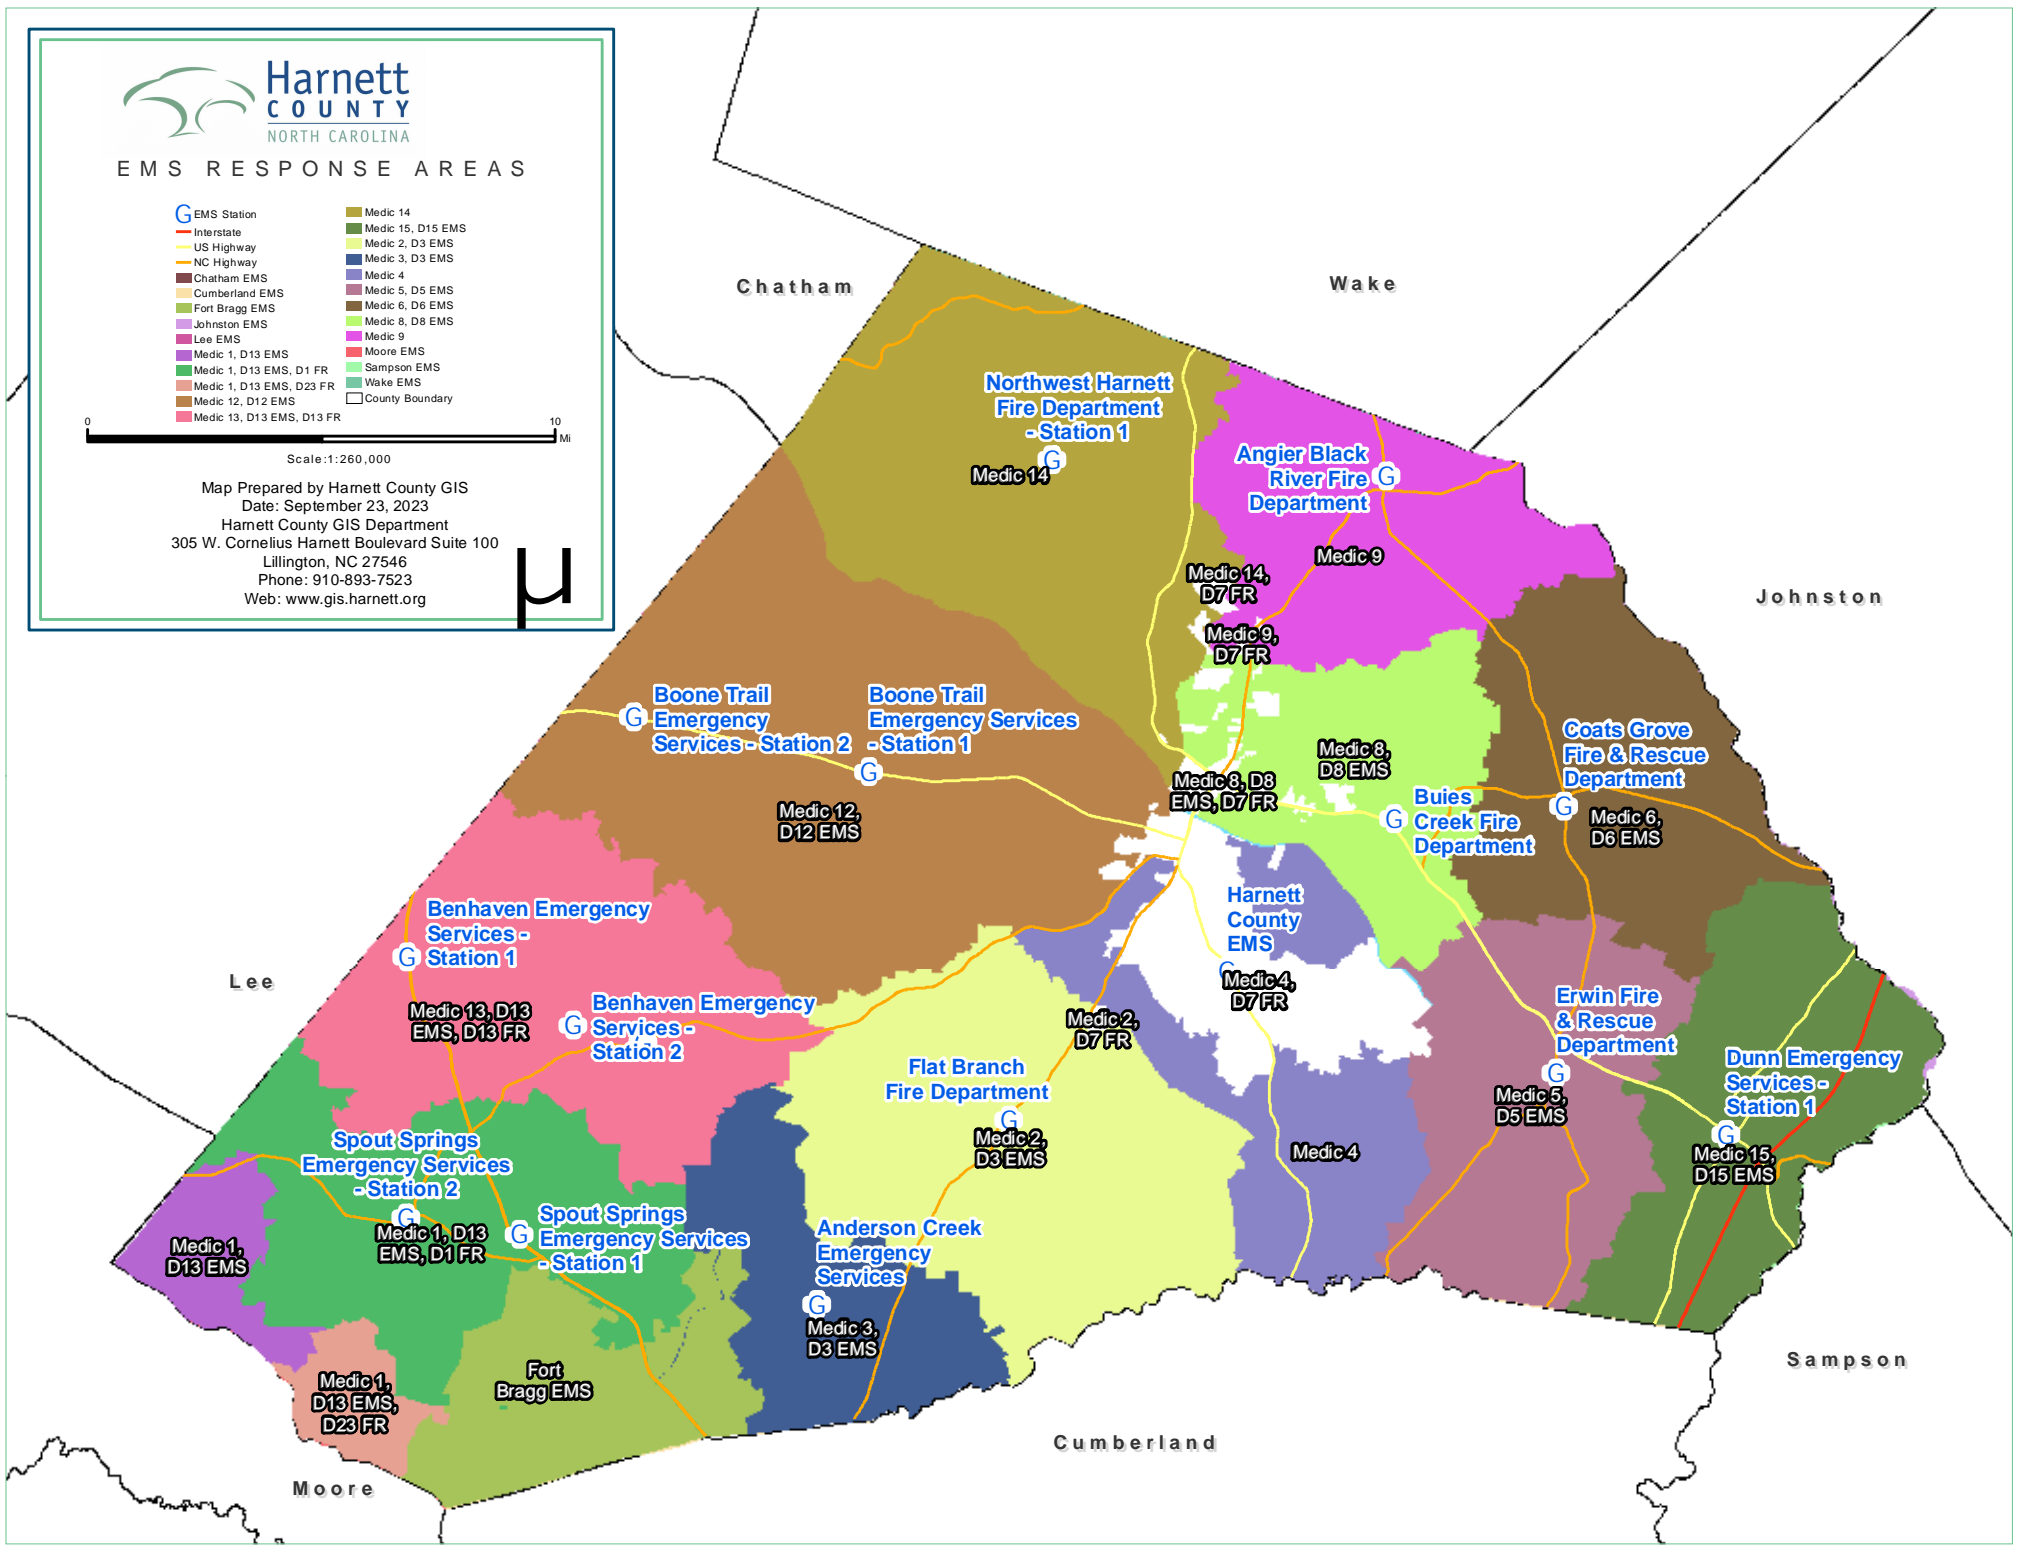 Harnett
COUNTY
NORTH CAROLINA
EMS RESPONSE AREAS
G EMS Station
Interstate
US Highway
NC Highway
Chatham EMS
Cumberland EMS
Fort Bragg EMS
Johnston EMS
Lee EMS
Medic 1, D13 EMS
Medic 1, D13 EMS, D1 FR
Medic 1, D13 EMS, D23 FR
Medic 12, D12 EMS
Medic 13, D13 EMS, D13 FR
Medic 14
Medic 15, D15 EMS
Medic 2, D3 EMS
Medic 3, D3 EMS
Medic 4
Medic 5, D5 EMS
Medic 6, D6 EMS
Medic 8, D8 EMS
Medic 9
Moore EMS
Sampson EMS
Wake EMS
County Boundary
0 10
Mi
Scale:1:260,000
Map Prepared by Harnett County GIS
Date: September 23, 2023
Harnett County GIS Department
305 W. Cornelius Harnett Boulevard Suite 100
Lillington, NC 27546
Phone: 910-893-7523
Web: www.gis.harnett.org
µ
Chatham
Wake
Northwest Harnett
Fire Department
- Station 1
G
Medic 14
Angier Black
River Fire
Department
G
Medic 9
Medic 14,
D7 FR
Medic 9,
D7 FR
Johnston
Boone Trail
Emergency
Services - Station 2
G
Boone Trail
Emergency Services
- Station 1
G
Medic 12,
D12 EMS
Medic 8,
D8 EMS
Medic 8, D8
EMS, D7 FR
Coats Grove
Fire & Rescue
Department
G
Medic 6,
D6 EMS
Buies
Creek Fire
Department
G
Harnett
County
EMS
G
Medic 4,
D7 FR
Lee
Benhaven Emergency
Services -
Station 1
G
Medic 13, D13
EMS, D13 FR
Benhaven Emergency
Services -
Station 2
G
Medic 2,
D7 FR
Erwin Fire
& Rescue
Department
G
Medic 5,
D5 EMS
Dunn Emergency
Services -
Station 1
G
Medic 15,
D15 EMS
Flat Branch
Fire Department
G
Medic 2,
D3 EMS
Medic 4
Spout Springs
Emergency Services
- Station 2
G
Medic 1, D13
EMS, D1 FR
Spout Springs
Emergency Services
- Station 1
G
Medic 1,
D13 EMS
Anderson Creek
Emergency
Services
G
Medic 3,
D3 EMS
Fort
Bragg EMS
Medic 1,
D13 EMS,
D23 FR
Sampson
Cumberland
Moore